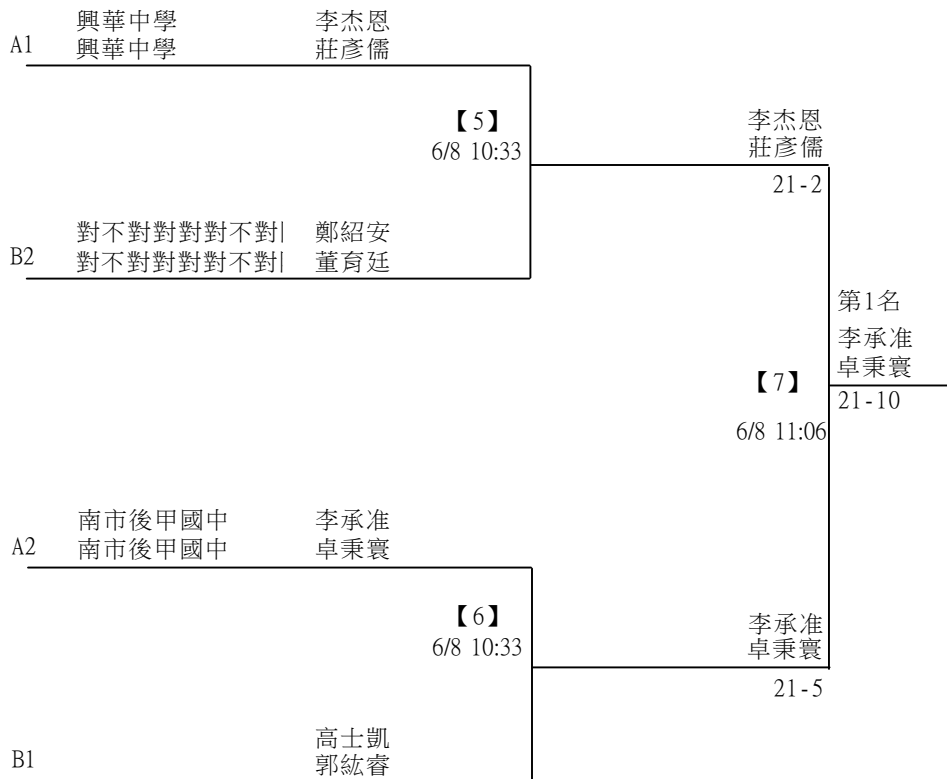 興華中學 李杰恩
A1 興華中學 莊彥儒
【5】
6/8 10:33
李杰恩
莊彥儒
21-2
對不對對對對不對| 鄭紹安
B2 對不對對對對不對| 董育廷
第1名
李承准
卓秉寰
【7】
21-10
6/8 11:06
南市後甲國中 李承准
A2 南市後甲國中 卓秉寰
【6】
6/8 10:33
李承准
卓秉寰
21-5
高士凱
B1 郭紘睿